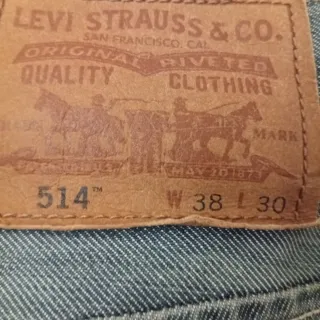 LEVI STRAUSS & CO.
SAN FRANCISCO, CAL.
ORIGINAL RIVETED
QUALITY CLOTHING
MARK
MAY 20 1873
514™ W 38 L 30